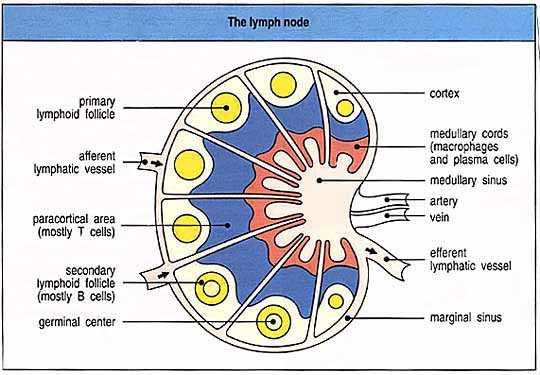 The lymph node
primary
lymphoid follicle
afferent
lymphatic vessel
paracortical area
(mostly T cells)
secondary
lymphoid follicle
(mostly B cells)
germinal center
cortex
medullary cords
(macrophages
and plasma cells)
medullary sinus
artery
vein
efferent
lymphatic vessel
marginal sinus